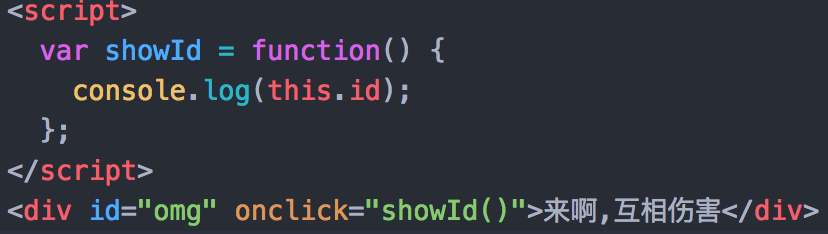 <script>
  var showId = function() {
    console.log(this.id);
  };
</script>
<div id="omg" onclick="showId()">来啊,互相伤害</div>